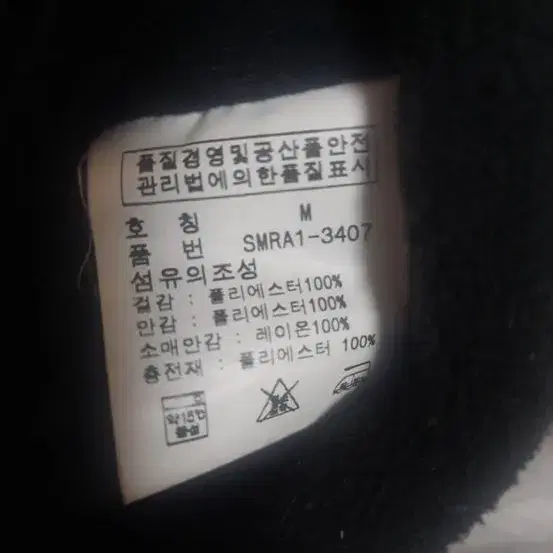 품질경영및공산품안전
관리법에의한품질표시
호 칭 M
품 번 SMRA1-3407
섬유의조성
겉감 : 폴리에스터100%
안감 : 폴리에스터100%
소매안감 : 레이온100%
충전재 : 폴리에스터 100%
약15℃